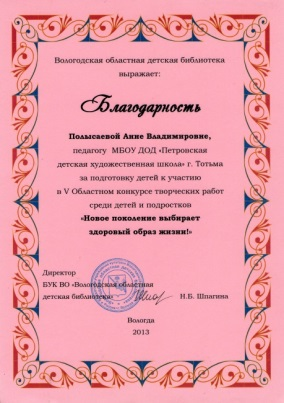 Вологодская областная детская библиотека
выражает:
Благодарность
Полысаевой Анне Владимировне,
педагогу МБОУ ДОД «Петровская
детская художественная школа» г. Тотьма
за подготовку детей к участию
в V Областном конкурсе творческих работ
среди детей и подростков
«Новое поколение выбирает
здоровый образ жизни!»
Директор
БУК ВО «Вологодская областная
детская библиотека»
Н.Б. Шпагина
Вологда
2013